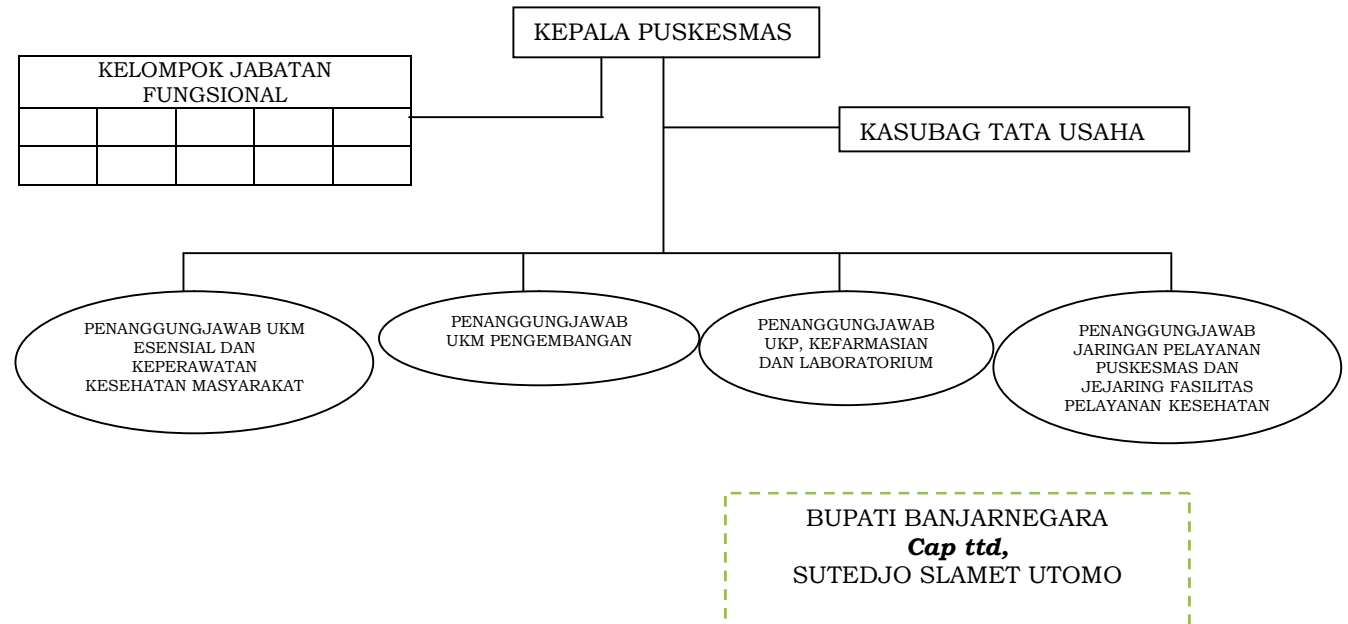 KEPALA PUSKESMAS
KELOMPOK JABATAN
FUNGSIONAL
KASUBAG TATA USAHA
PENANGGUNGJAWAB UKM
ESENSIAL DAN
KEPERAWATAN
KESEHATAN MASYARAKAT
PENANGGUNGJAWAB
UKM PENGEMBANGAN
PENANGGUNGJAWAB
UKP, KEFARMASIAN
DAN LABORATORIUM
PENANGGUNGJAWAB
JARINGAN PELAYANAN
PUSKESMAS DAN
JEJARING FASILITAS
PELAYANAN KESEHATAN
BUPATI BANJARNEGARA
Cap ttd,
SUTEDJO SLAMET UTOMO